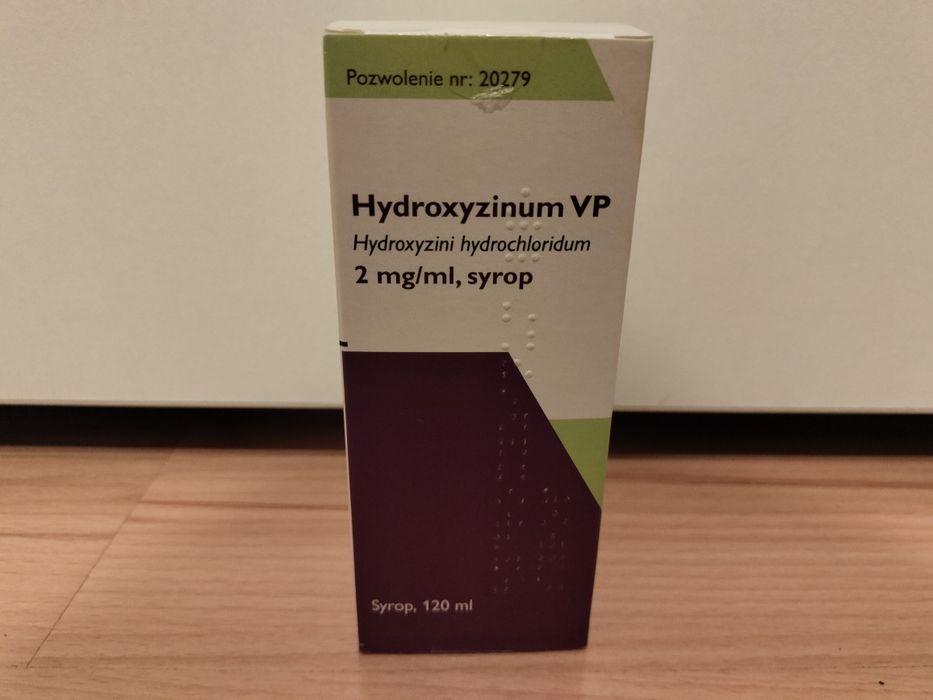 Pozwolenie nr: 20279
Hydroxyzinum VP
Hydroxyzini hydrochloridum
2 mg/ml, syrop
Syrop, 120 ml